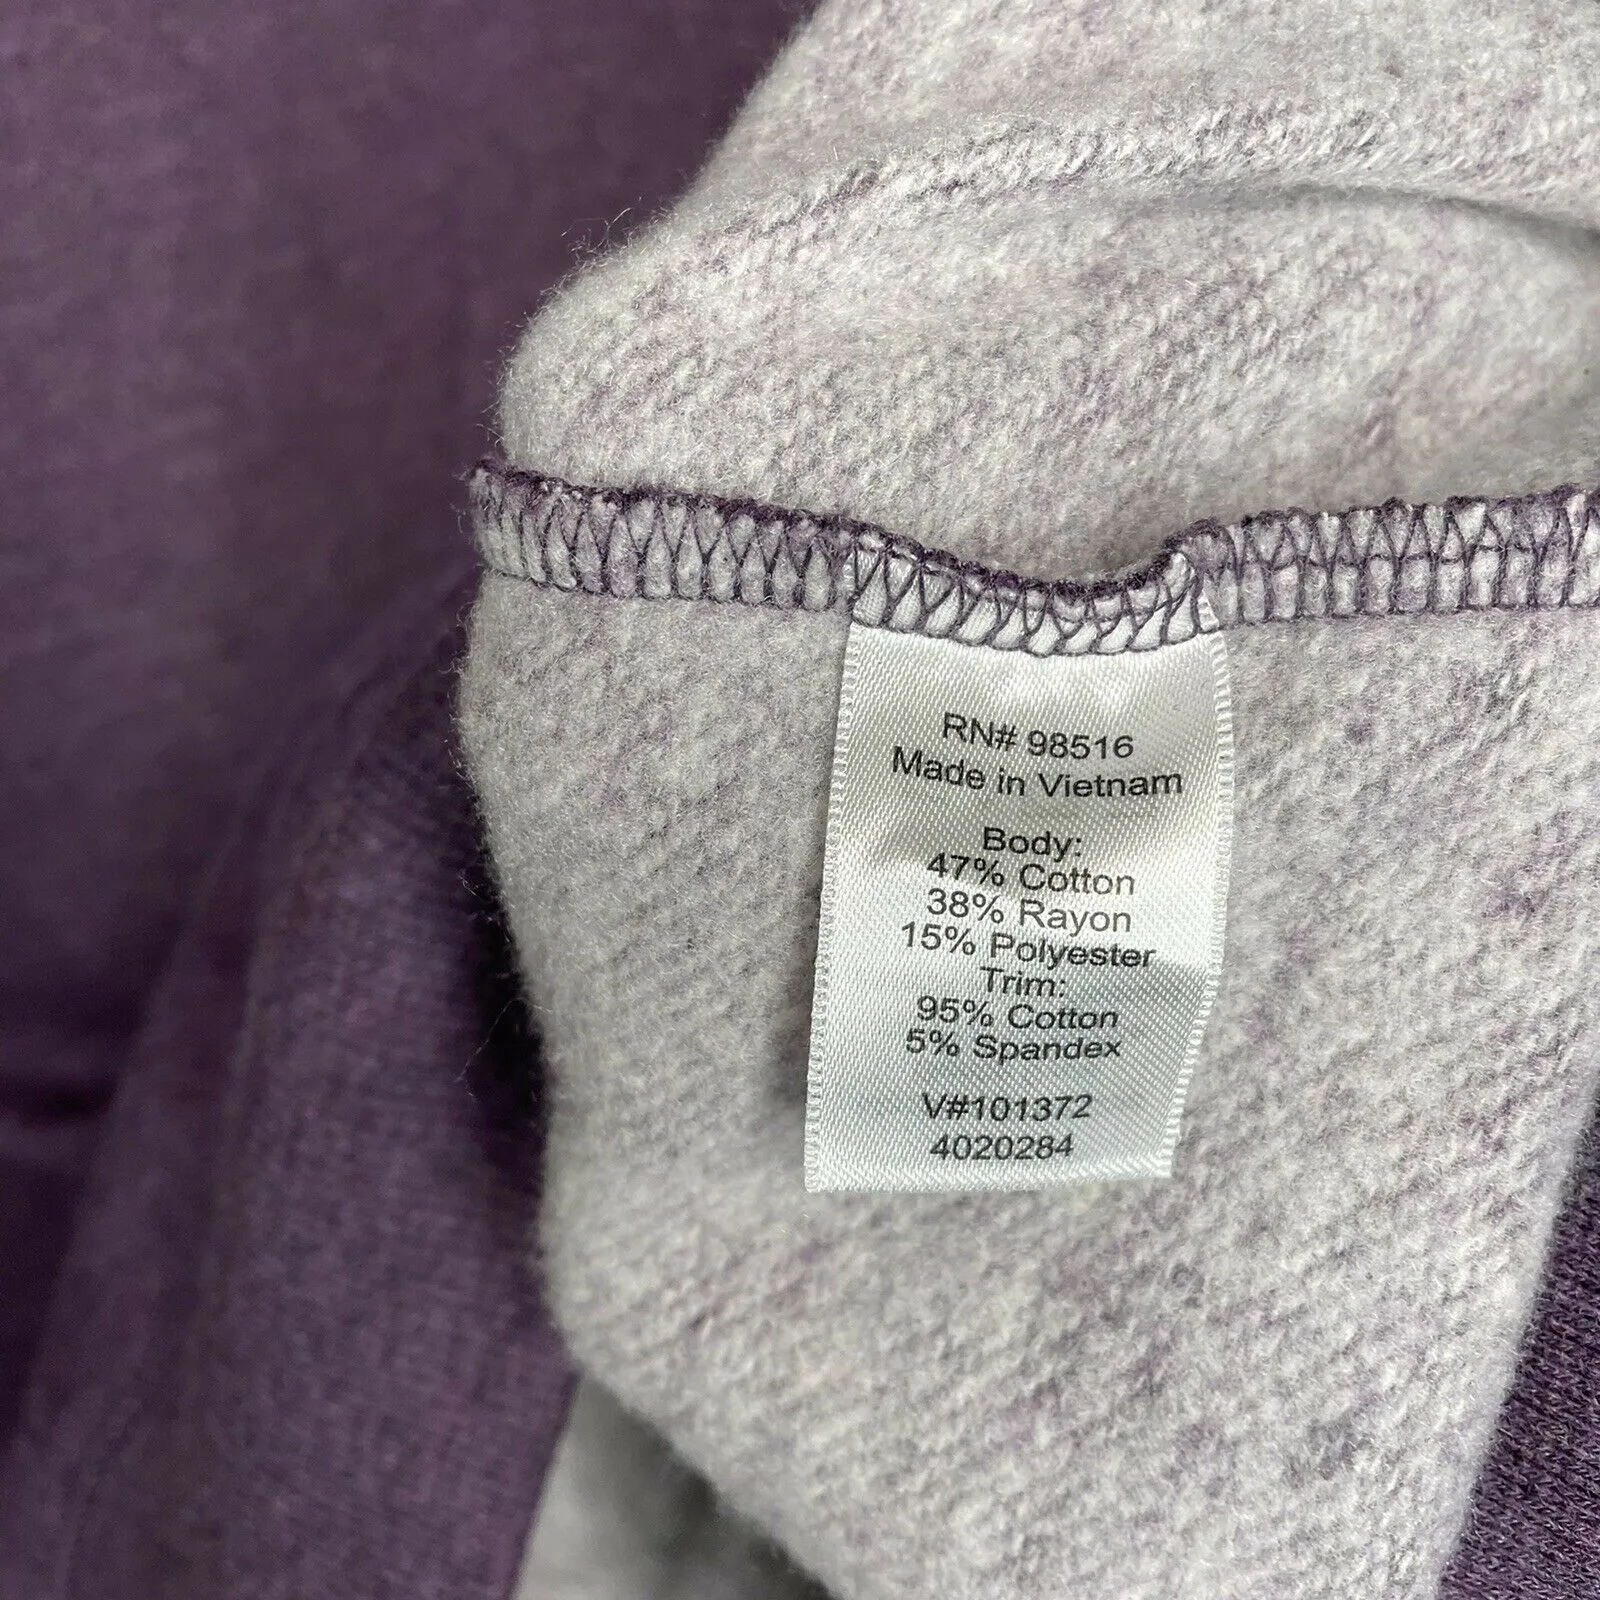 RN# 98516
Made in Vietnam
Body:
47% Cotton
38% Rayon
15% Polyester
Trim:
95% Cotton
5% Spandex
V#101372
4020284